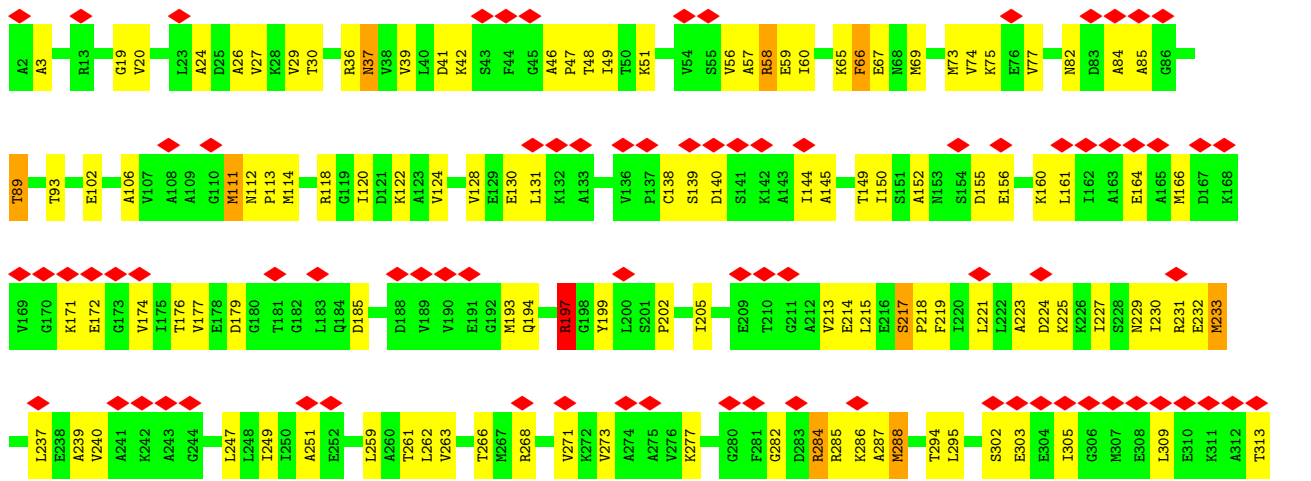 A2 A3 R13 G19 V20 L23 A24 D25 A26 V27 K28 V29 T30 R36 N37 V38 V39 L40 D41 K42 S43 F44 G45 A46 P47 T48 I49 T50 K51 V54 S55 V56 A57 R58 E59 I60 K65 F66 E67 N68 M69 M73 V74 K75 E76 V77 N82 D83 A84 A85 G86
T89 T93 E102 A106 V107 A108 A109 G110 M111 N112 P113 M114 R118 G119 I120 D121 K122 A123 V124 V128 E129 E130 L131 K132 A133 V136 P137 C138 S139 D140 S141 K142 A143 I144 A145 T149 I150 S151 A152 N153 S154 D155 E156 K160 L161 I162 A163 E164 A165 M166 D167 K168
V169 G170 K171 E172 G173 V174 I175 T176 V177 E178 D179 G180 T181 G182 L183 Q184 D185 D188 V189 V190 E191 G192 M193 Q194 R197 G198 Y199 L200 S201 P202 I205 E209 T210 G211 A212 V213 E214 L215 E216 S217 P218 F219 I220 L221 L222 A223 D224 K225 K226 I227 S228 N229 I230 R231 E232 M233
L237 E238 A239 V240 A241 K242 A243 G244 L247 L248 I249 I250 A251 E252 L259 A260 T261 L262 V263 T266 M267 R268 V271 K272 V273 A274 A275 V276 K277 G280 F281 G282 D283 R284 R285 K286 A287 M288 T294 L295 S302 E303 E304 I305 G306 M307 E308 L309 E310 K311 A312 T313